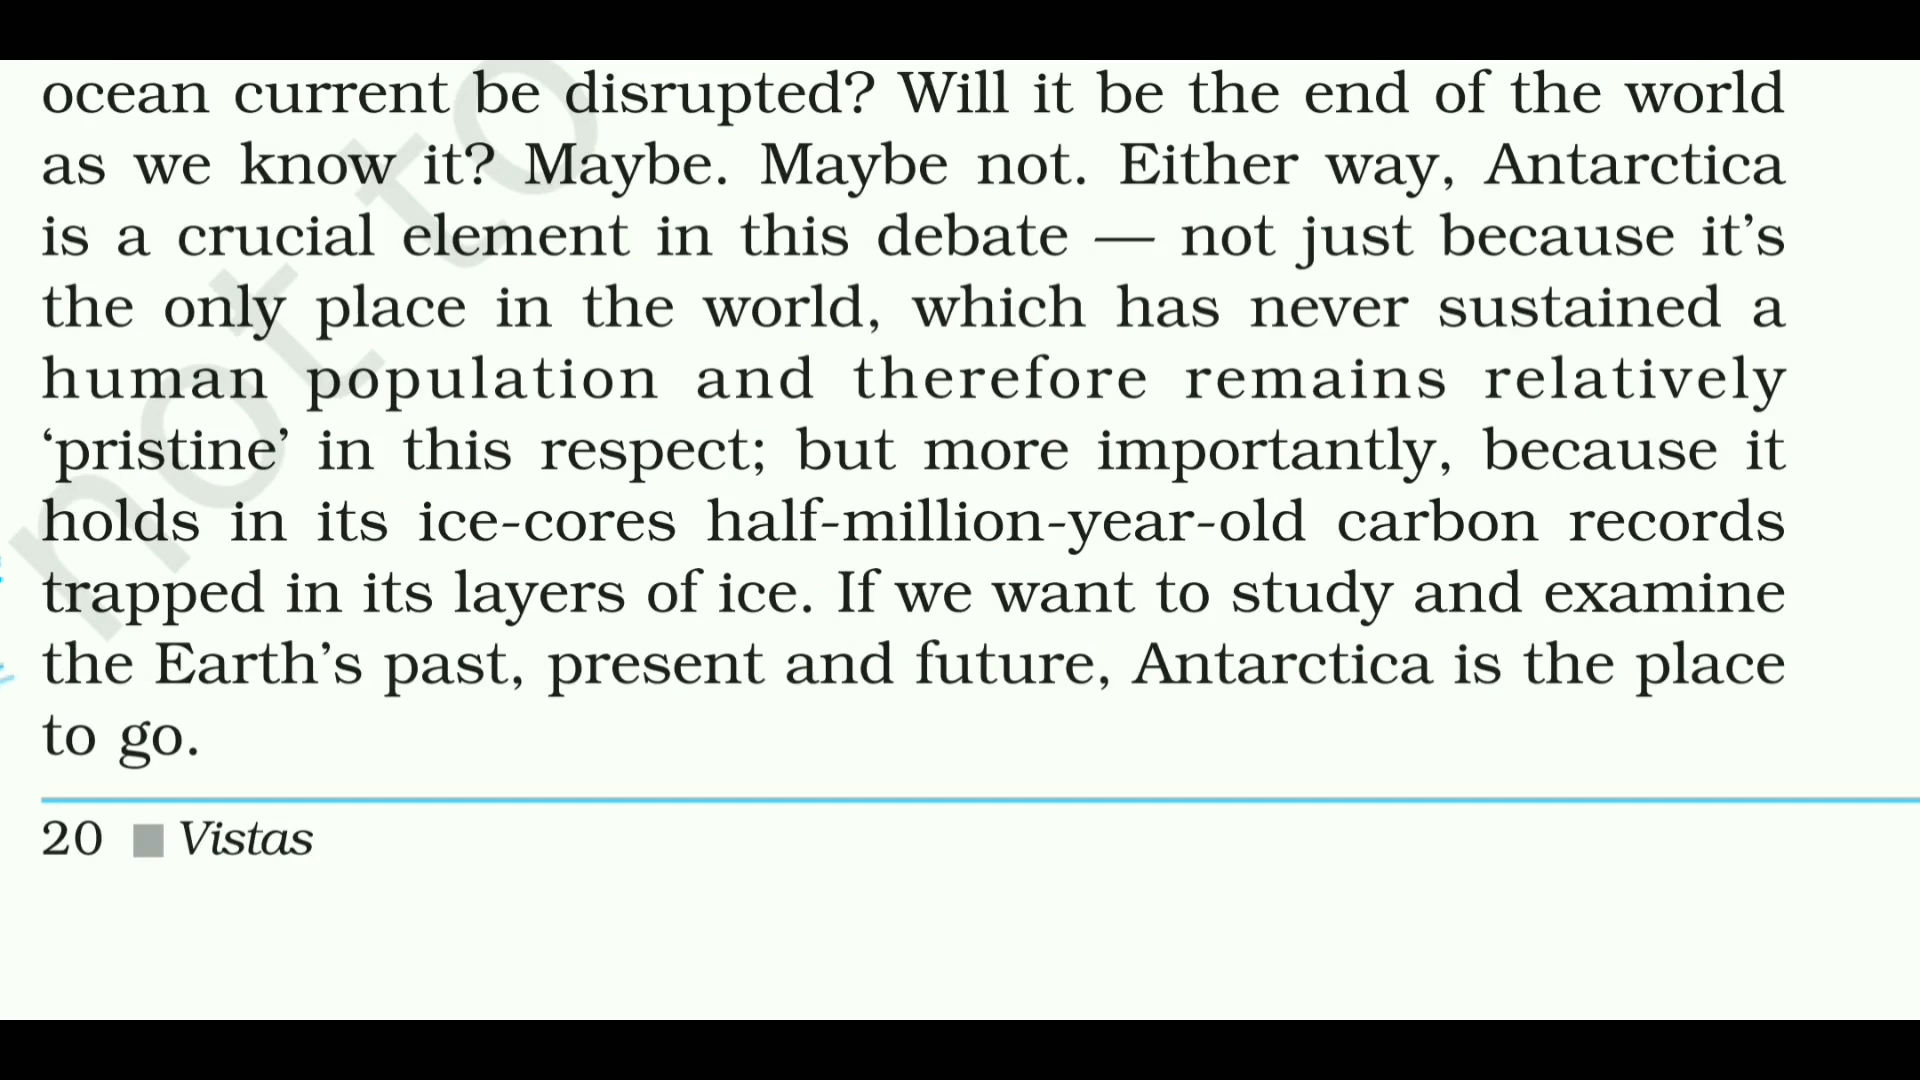 ocean current be disrupted? Will it be the end of the world
as we know it? Maybe. Maybe not. Either way, Antarctica
is a crucial element in this debate — not just because it’s
the only place in the world, which has never sustained a
human population and therefore remains relatively
‘pristine’ in this respect; but more importantly, because it
holds in its ice-cores half-million-year-old carbon records
trapped in its layers of ice. If we want to study and examine
the Earth’s past, present and future, Antarctica is the place
to go.
20 ■ Vistas
not to